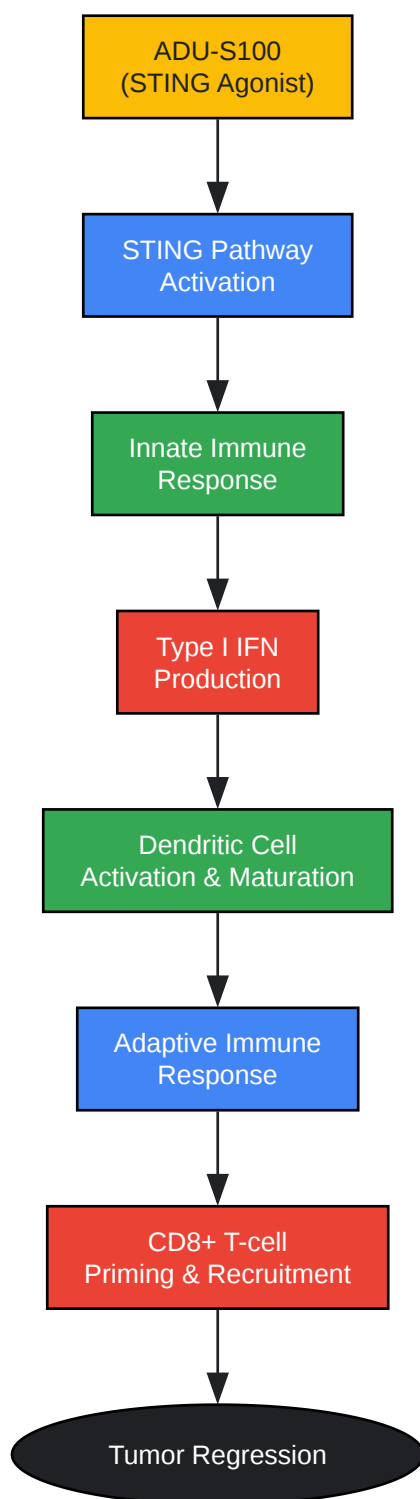 ADU-S100
(STING Agonist)
STING Pathway
Activation
Innate Immune
Response
Type I IFN
Production
Dendritic Cell
Activation & Maturation
Adaptive Immune
Response
CD8+ T-cell
Priming & Recruitment
Tumor Regression